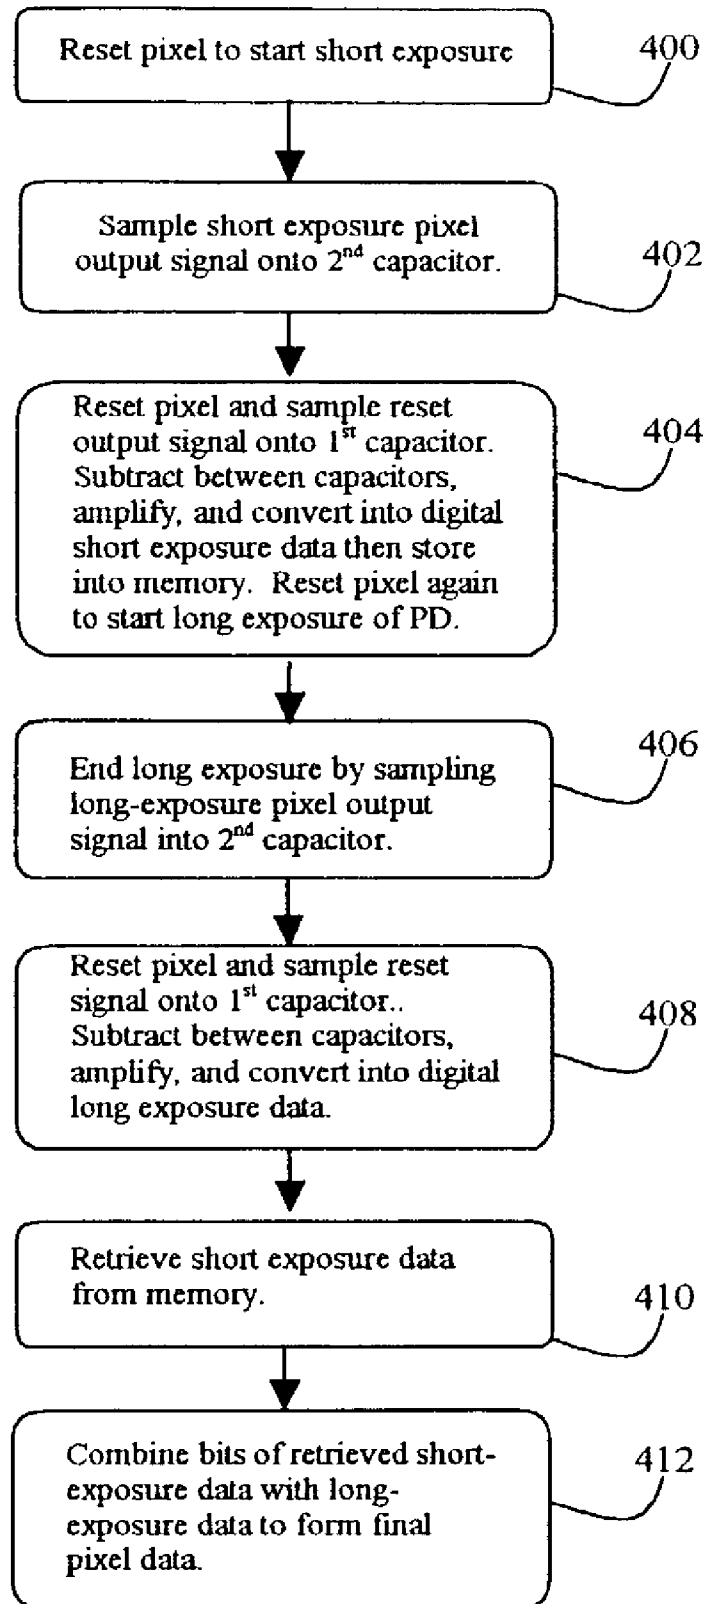 Reset pixel to start short exposure
400
Sample short exposure pixel
output signal onto 2nd capacitor.
402
Reset pixel and sample reset
output signal onto 1st capacitor.
Subtract between capacitors,
amplify, and convert into digital
short exposure data then store
into memory. Reset pixel again
to start long exposure of PD.
404
End long exposure by sampling
long-exposure pixel output
signal into 2nd capacitor.
406
Reset pixel and sample reset
signal onto 1st capacitor..
Subtract between capacitors,
amplify, and convert into digital
long exposure data.
408
Retrieve short exposure data
from memory.
410
Combine bits of retrieved short-
exposure data with long-
exposure data to form final
pixel data.
412